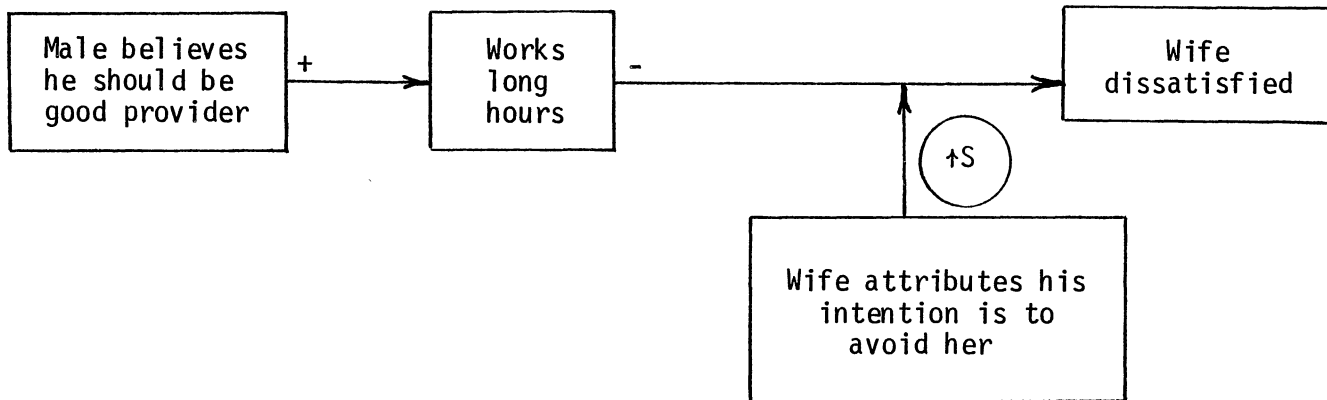 Male believes
he should be
good provider
+
Works
long
hours
-
Wife
dissatisfied
↑S
Wife attributes his
intention is to
avoid her